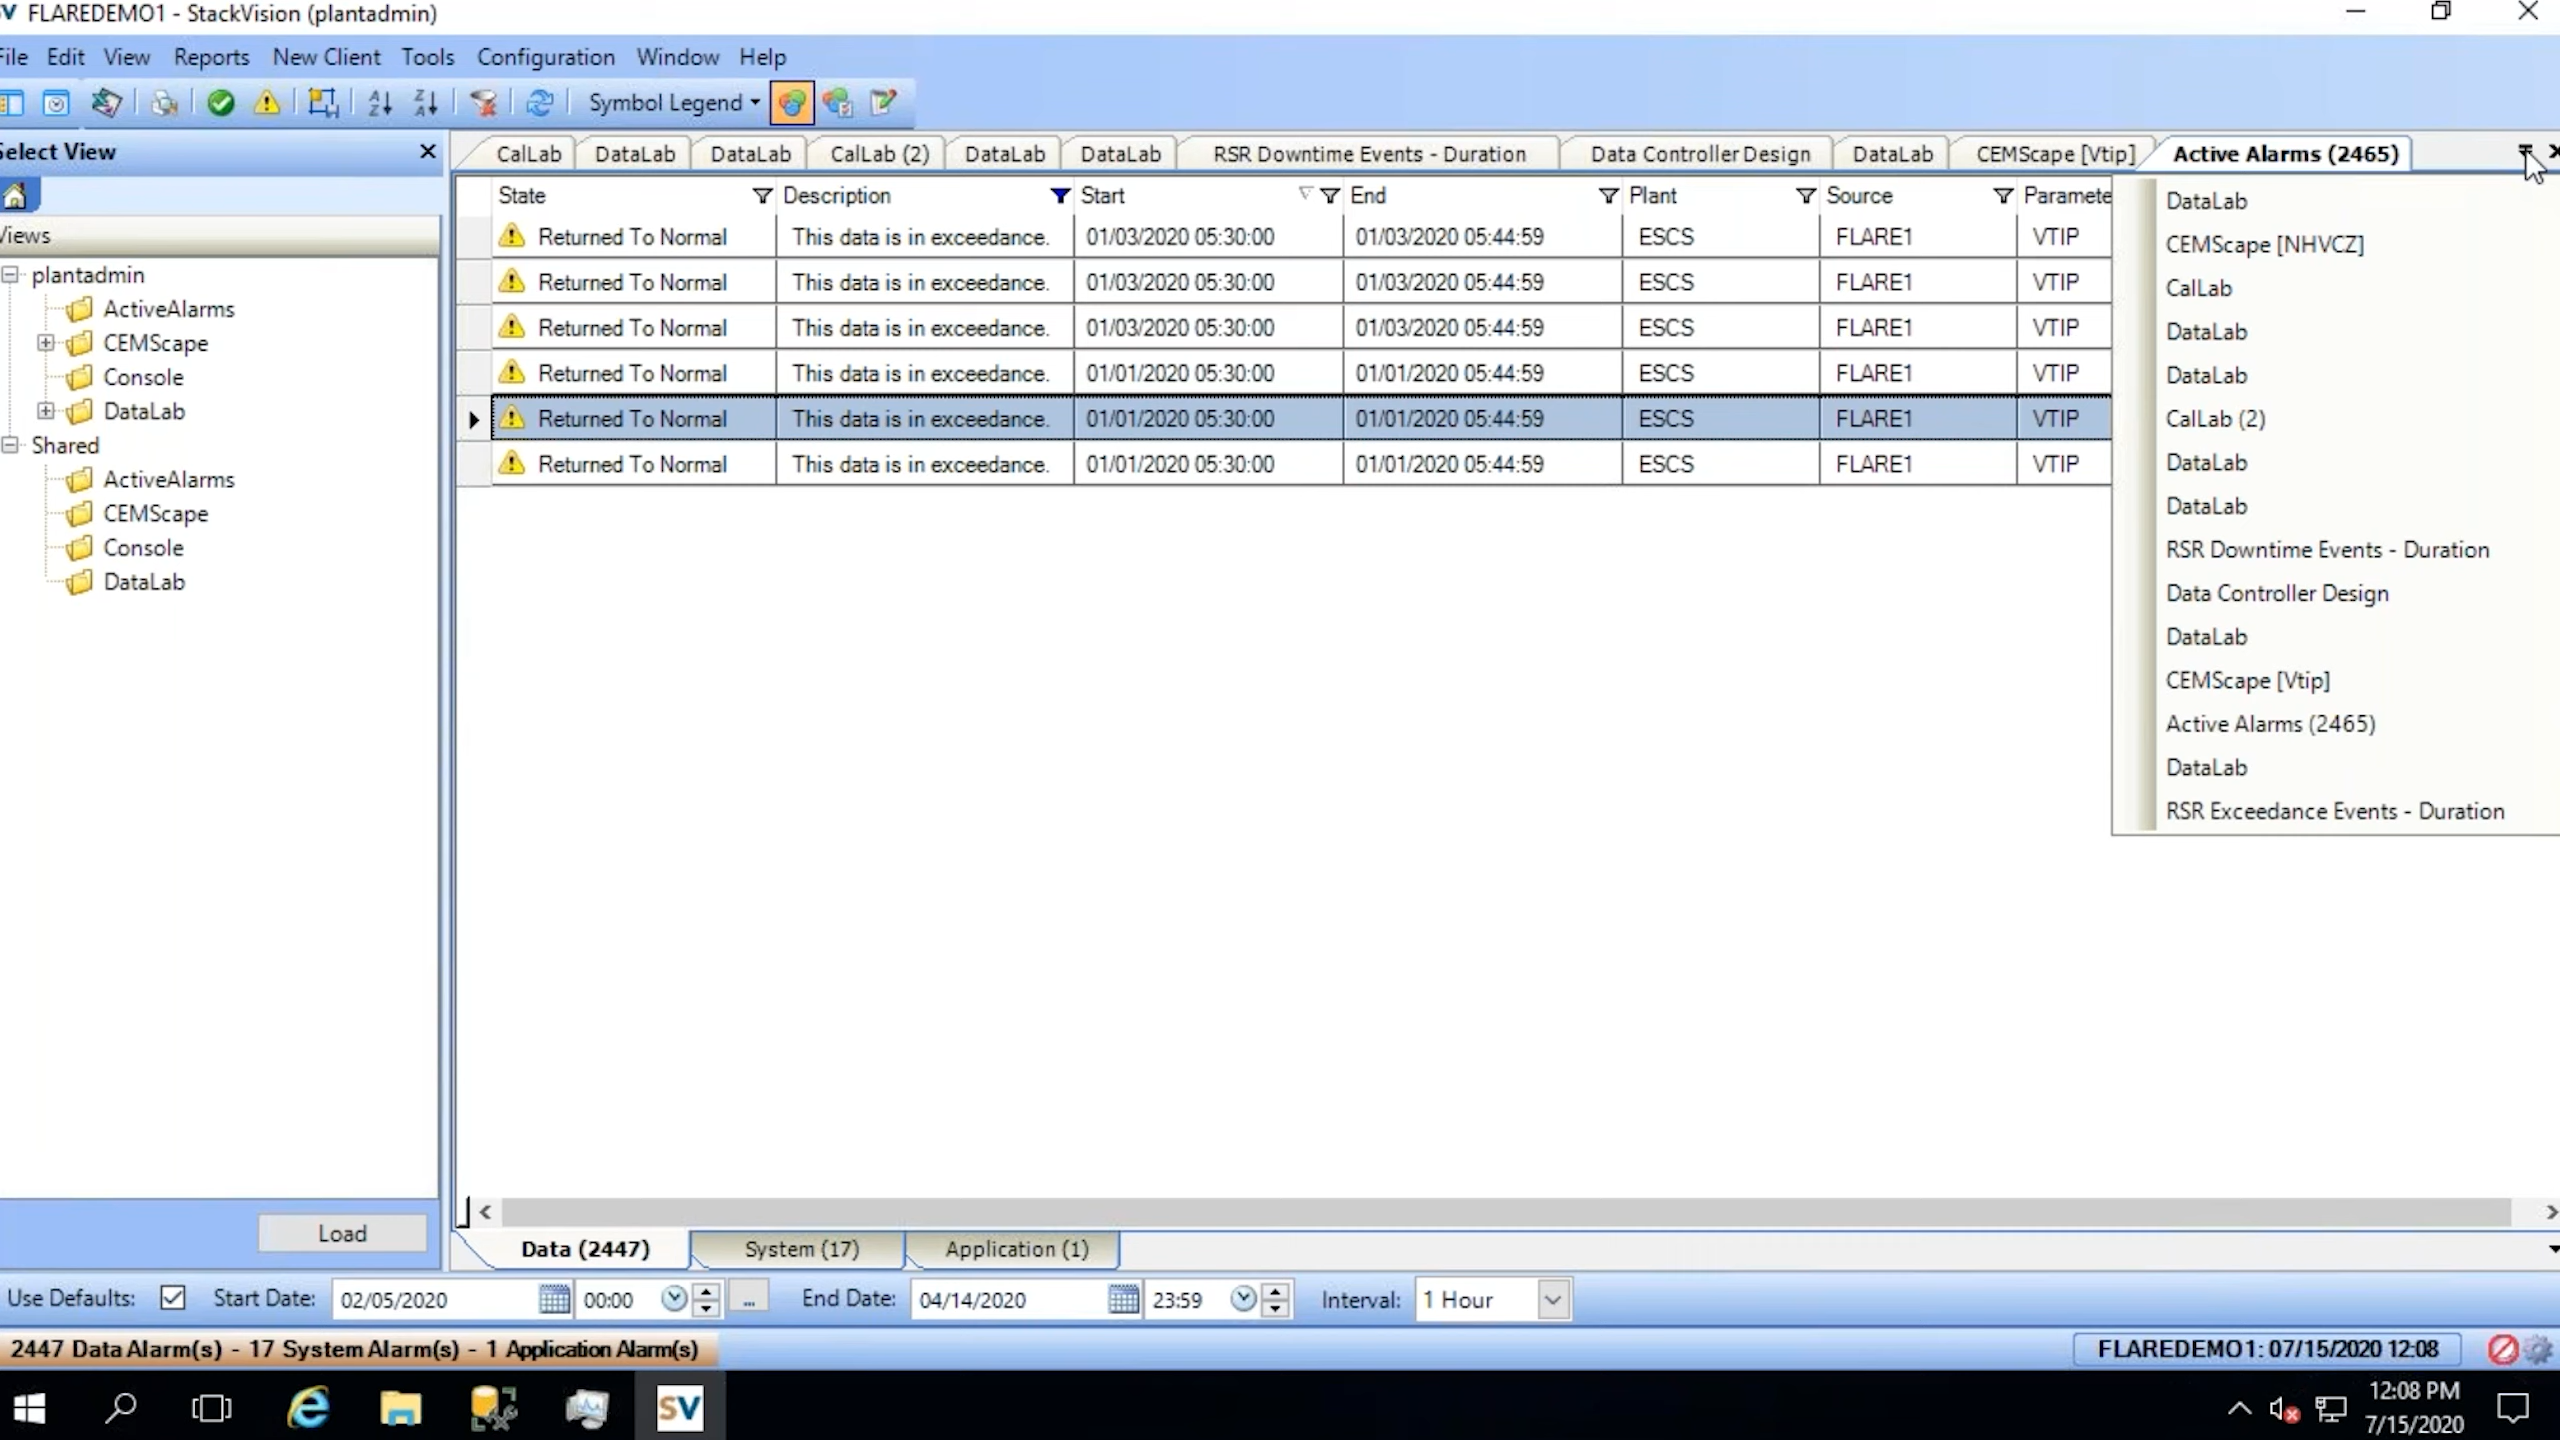 FLAREDEMO1 - StackVision (plantadmin)
File Edit View Reports New Client Tools Configuration Window Help
Symbol Legend
Select View
Views
plantadmin
ActiveAlarms
CEMScape
Console
DataLab
Shared
ActiveAlarms
CEMScape
Console
DataLab
Load
CalLab DataLab DataLab CalLab (2) DataLab DataLab RSR Downtime Events - Duration Data Controller Design DataLab CEMScape [Vtip] Active Alarms (2465)
State Description Start End Plant Source Paramete
Returned To Normal This data is in exceedance. 01/03/2020 05:30:00 01/03/2020 05:44:59 ESCS FLARE1 VTIP
Returned To Normal This data is in exceedance. 01/03/2020 05:30:00 01/03/2020 05:44:59 ESCS FLARE1 VTIP
Returned To Normal This data is in exceedance. 01/03/2020 05:30:00 01/03/2020 05:44:59 ESCS FLARE1 VTIP
Returned To Normal This data is in exceedance. 01/01/2020 05:30:00 01/01/2020 05:44:59 ESCS FLARE1 VTIP
Returned To Normal This data is in exceedance. 01/01/2020 05:30:00 01/01/2020 05:44:59 ESCS FLARE1 VTIP
Returned To Normal This data is in exceedance. 01/01/2020 05:30:00 01/01/2020 05:44:59 ESCS FLARE1 VTIP
DataLab
CEMScape [NHVCZ]
CalLab
DataLab
DataLab
CalLab (2)
DataLab
DataLab
RSR Downtime Events - Duration
Data Controller Design
DataLab
CEMScape [Vtip]
Active Alarms (2465)
DataLab
RSR Exceedance Events - Duration
Data (2447) System (17) Application (1)
Use Defaults: Start Date: 02/05/2020 00:00 ... End Date: 04/14/2020 23:59 Interval: 1 Hour
2447 Data Alarm(s) - 17 System Alarm(s) - 1 Application Alarm(s) FLAREDEMO1: 07/15/2020 12:08
SV
12:08 PM
7/15/2020